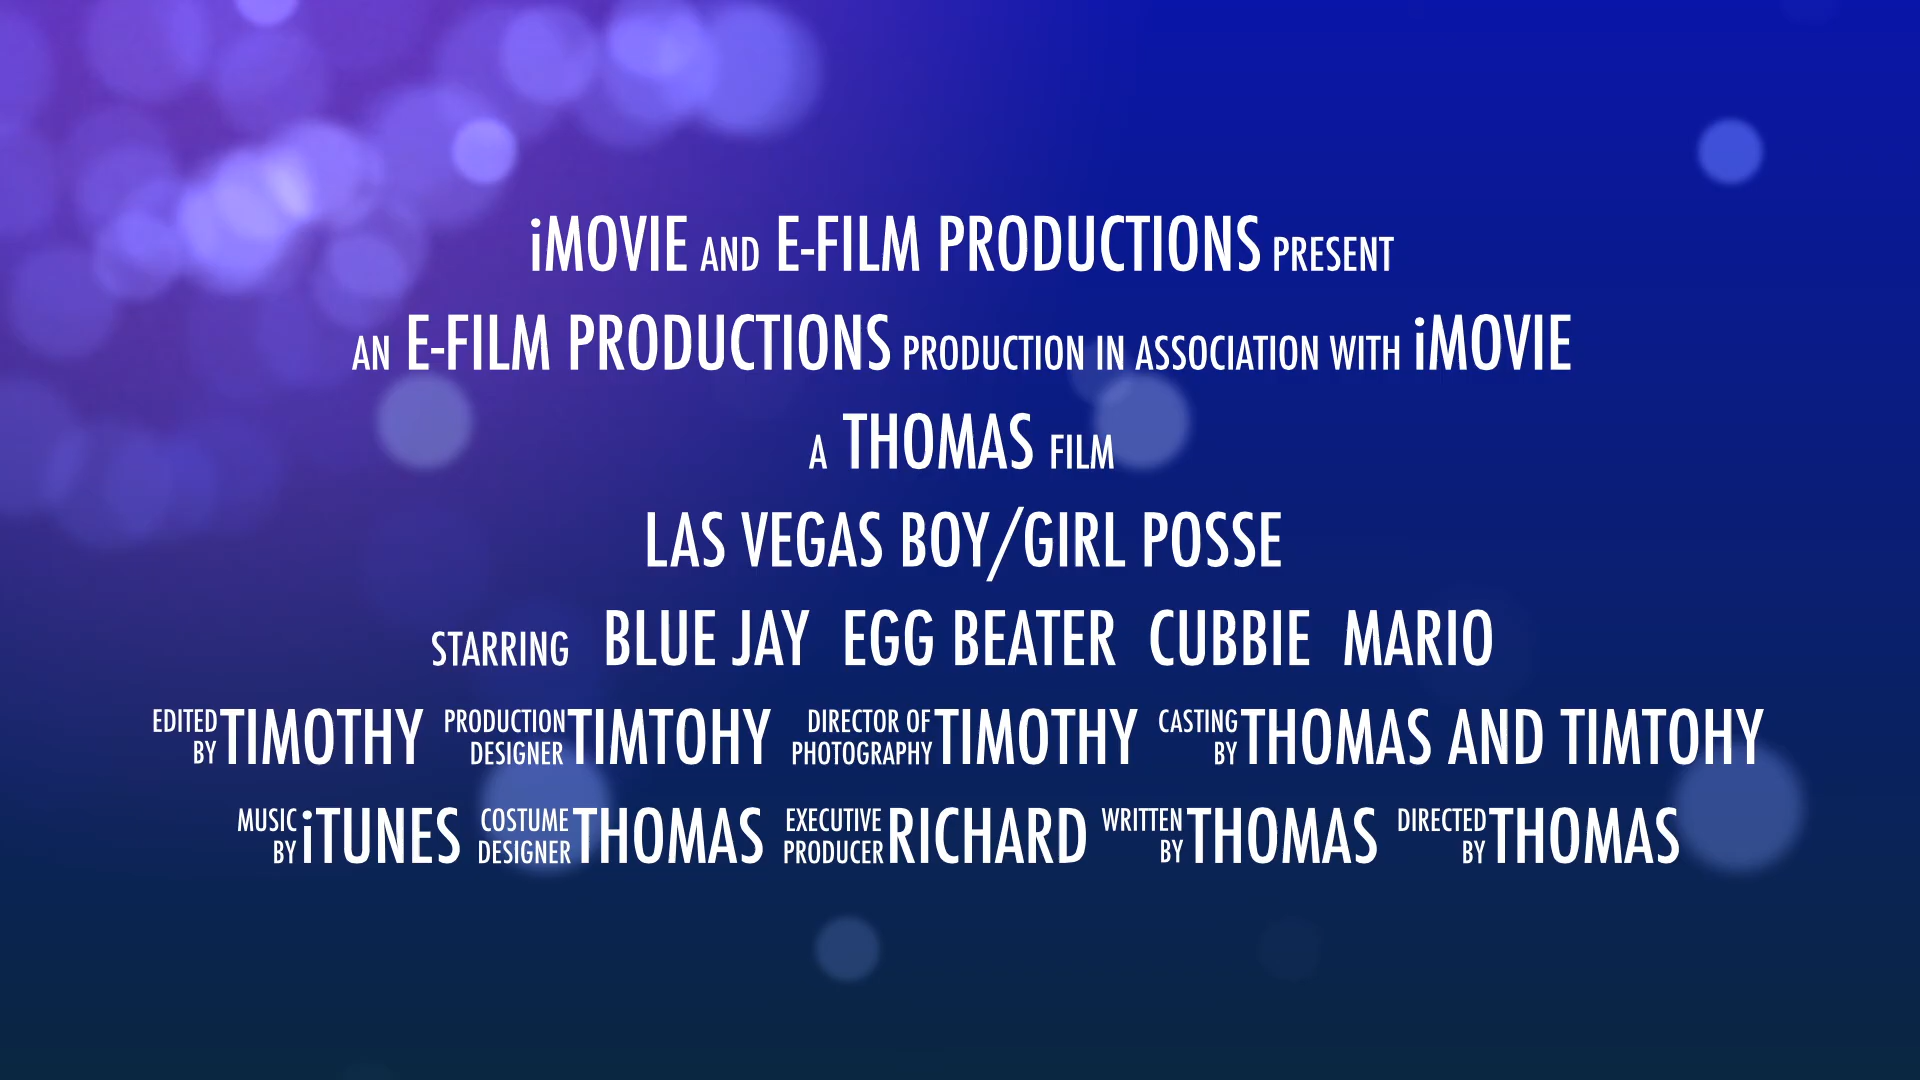 iMOVIE AND E-FILM PRODUCTIONS PRESENT
AN E-FILM PRODUCTIONS PRODUCTION IN ASSOCIATION WITH iMOVIE
A THOMAS FILM
LAS VEGAS BOY/GIRL POSSE
STARRING BLUE JAY EGG BEATER CUBBIE MARIO
EDITED BY TIMOTHY PRODUCTION DESIGNER TIMTOHY DIRECTOR OF PHOTOGRAPHY TIMOTHY CASTING BY THOMAS AND TIMTOHY
MUSIC BY iTUNES COSTUME DESIGNER THOMAS EXECUTIVE PRODUCER RICHARD WRITTEN BY THOMAS DIRECTED BY THOMAS